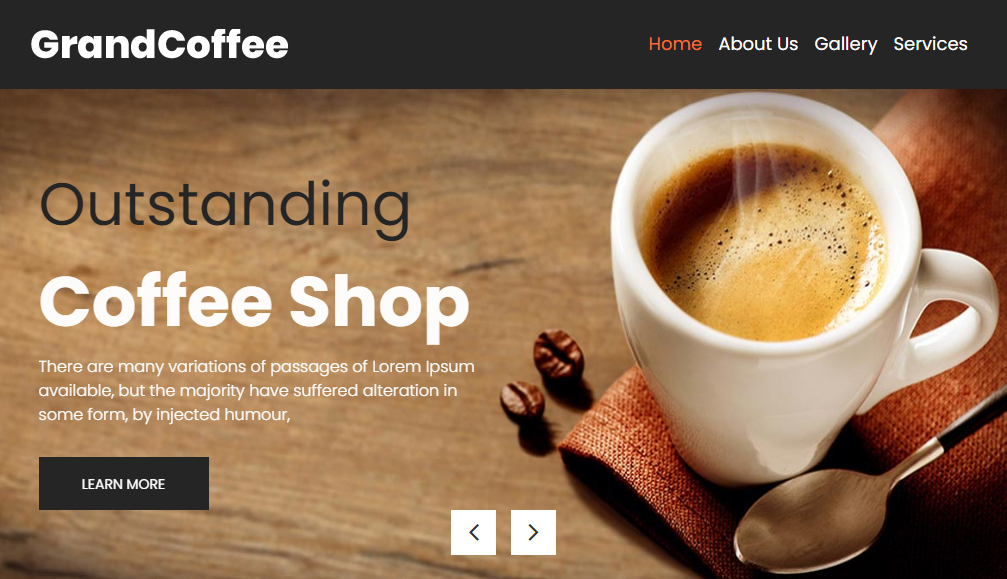 GrandCoffee
Home About Us Gallery Services
Outstanding
Coffee Shop
There are many variations of passages of Lorem Ipsum
available, but the majority have suffered alteration in
some form, by injected humour,
LEARN MORE